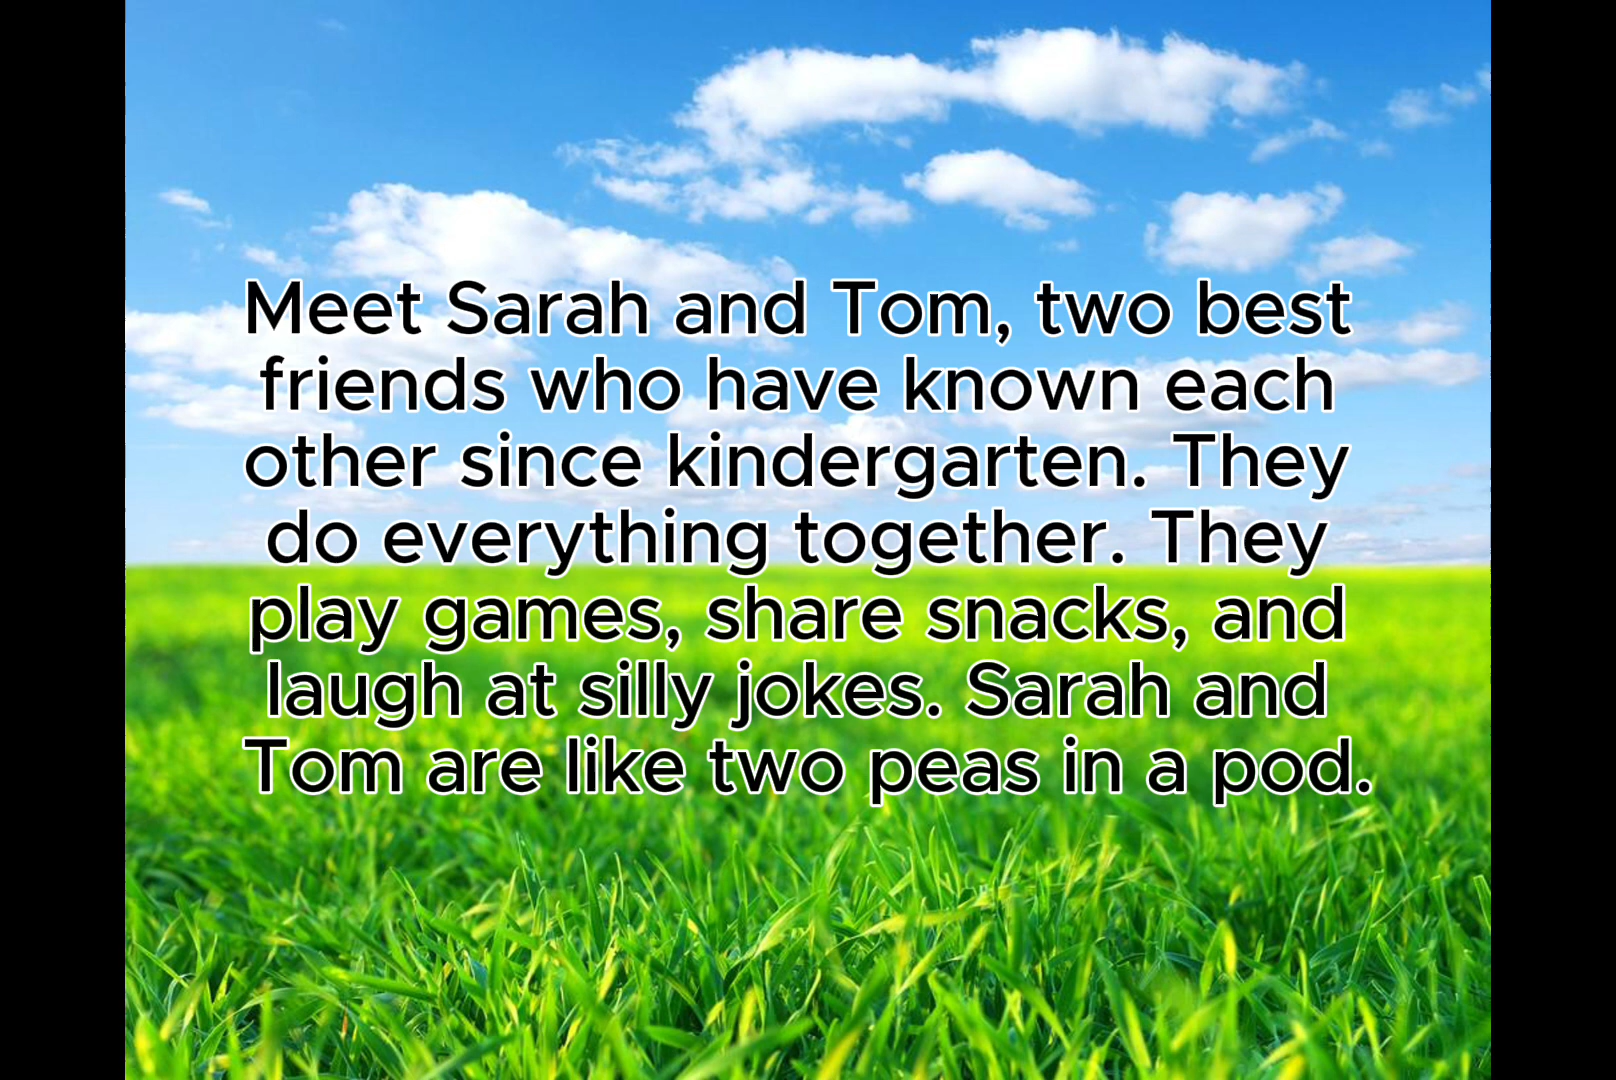 Meet Sarah and Tom, two best
friends who have known each
other since kindergarten. They
do everything together. They
play games, share snacks, and
laugh at silly jokes. Sarah and
Tom are like two peas in a pod.